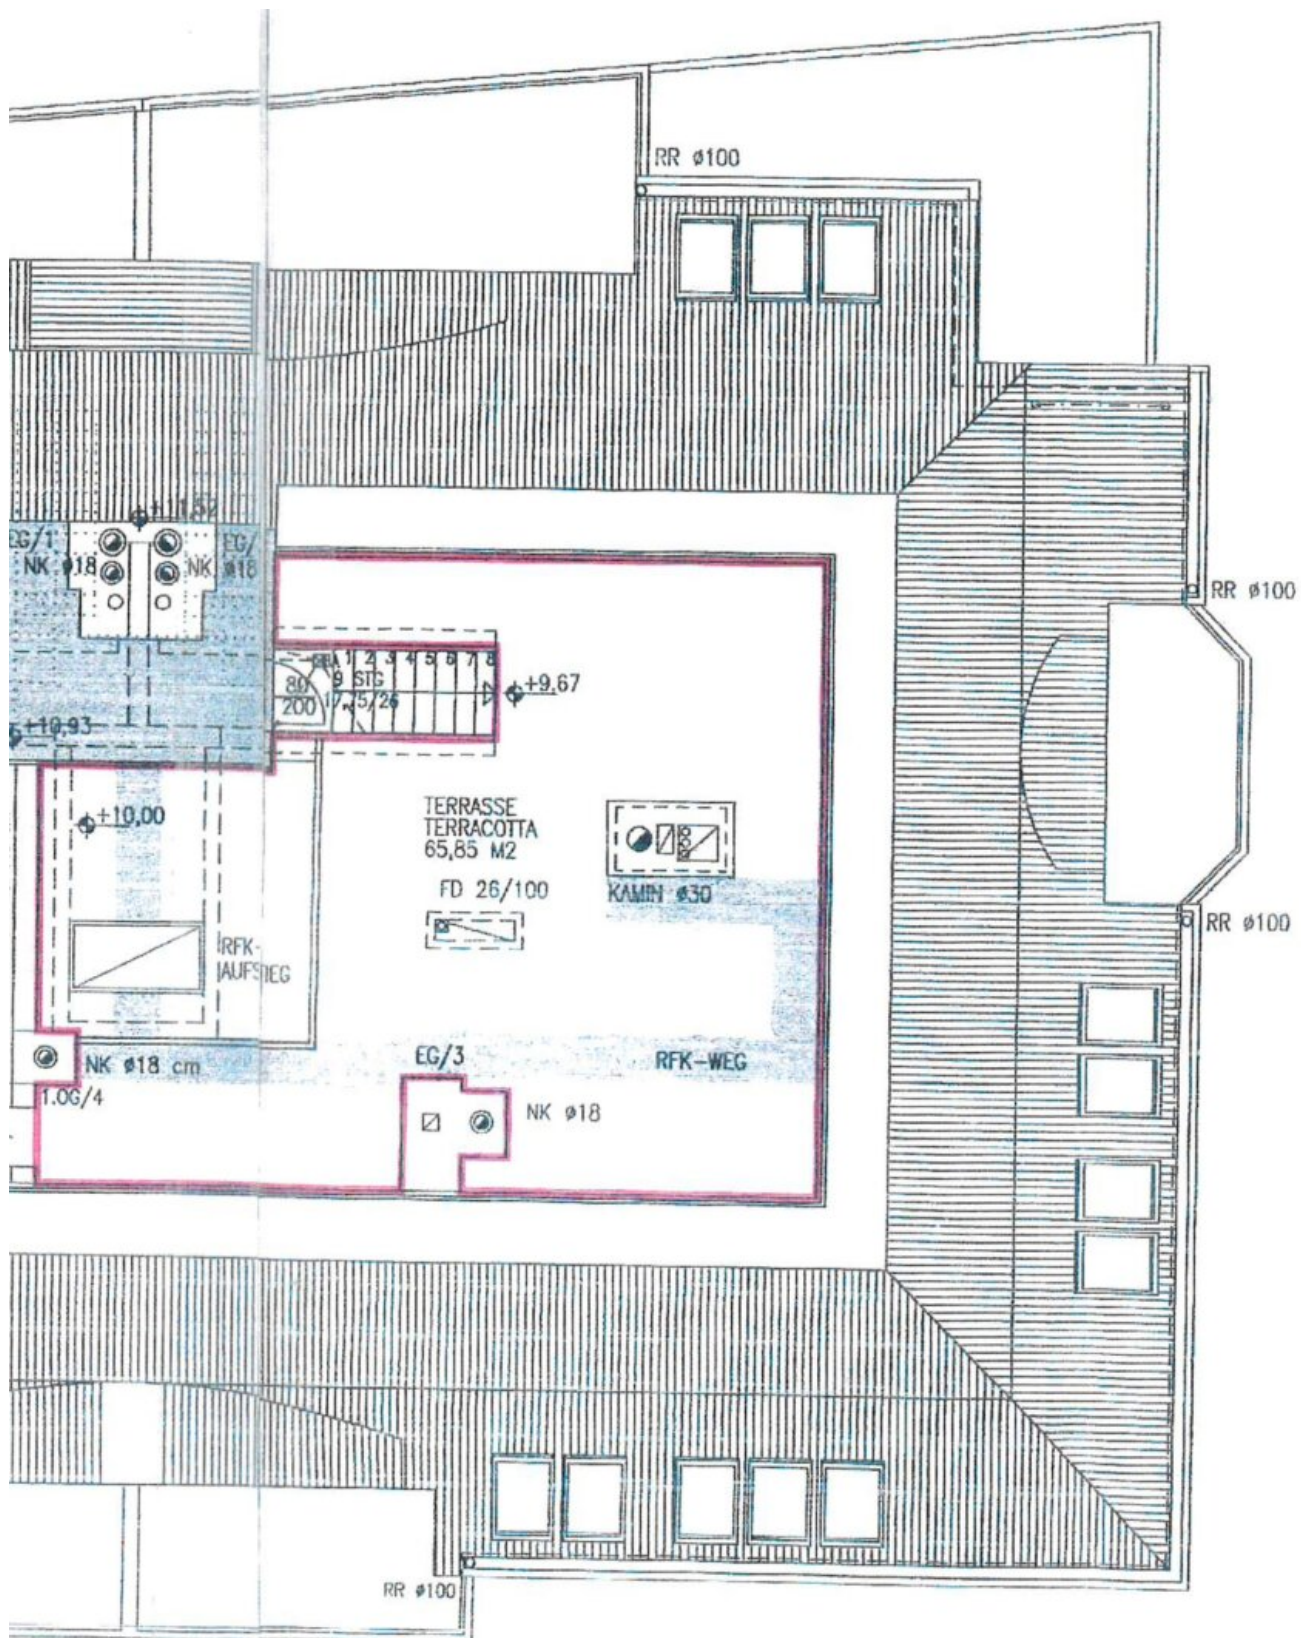 RR ø100
+11,52
EG/1
EG/
NK ø18
NK ø18
RR ø100
1 2 3 4 5 6 7 8
80
200
9 STG
17,75/26
+9,67
+10,93
+10,00
TERRASSE
TERRACOTTA
65,85 M2
FD 26/100
KAMIN ø30
RR ø100
RFK-
AUFSTIEG
NK ø18 cm
EG/3
RFK-WEG
1.OG/4
NK ø18
RR ø100